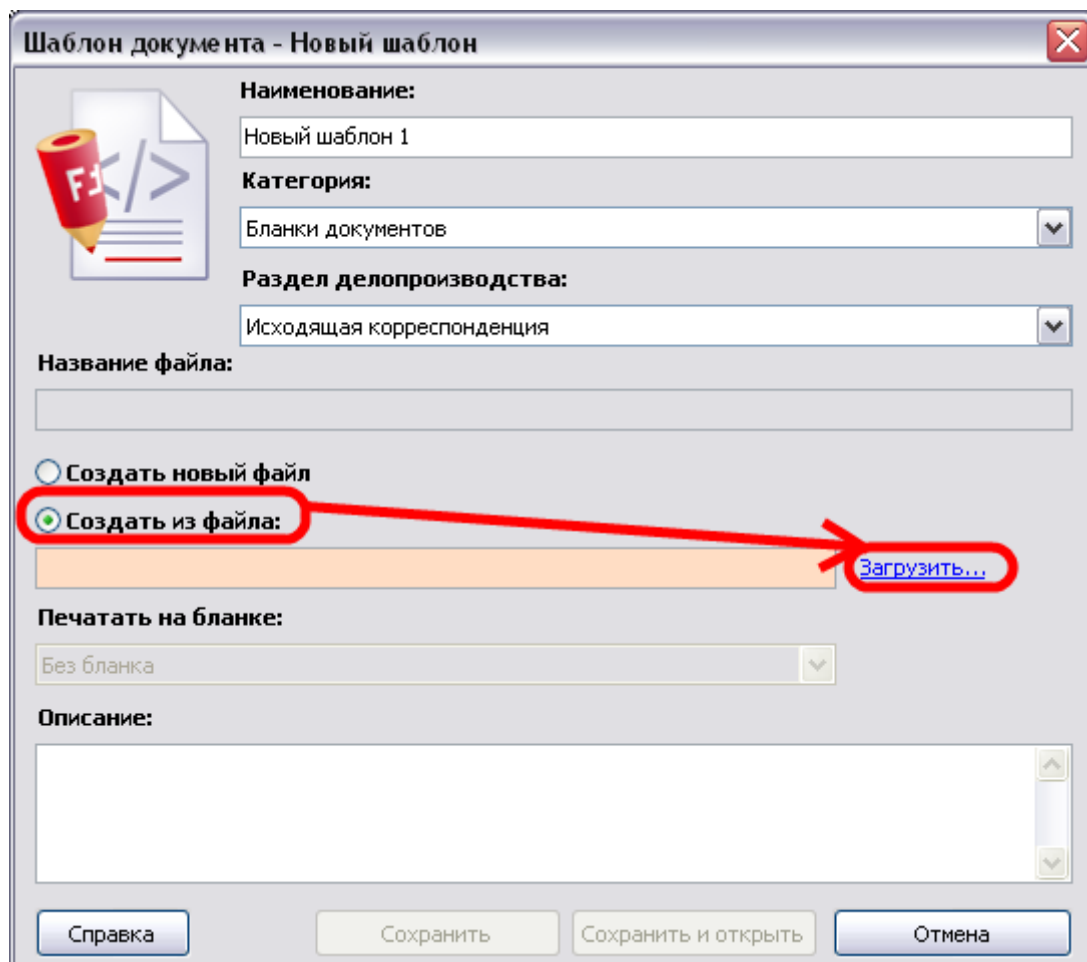 Шаблон документа - Новый шаблон
Наименование:
Новый шаблон 1
Категория:
Бланки документов
Раздел делопроизводства:
Исходящая корреспонденция
Название файла:
Создать новый файл
Создать из файла:
Загрузить...
Печатать на бланке:
Без бланка
Описание:
Справка
Сохранить
Сохранить и открыть
Отмена